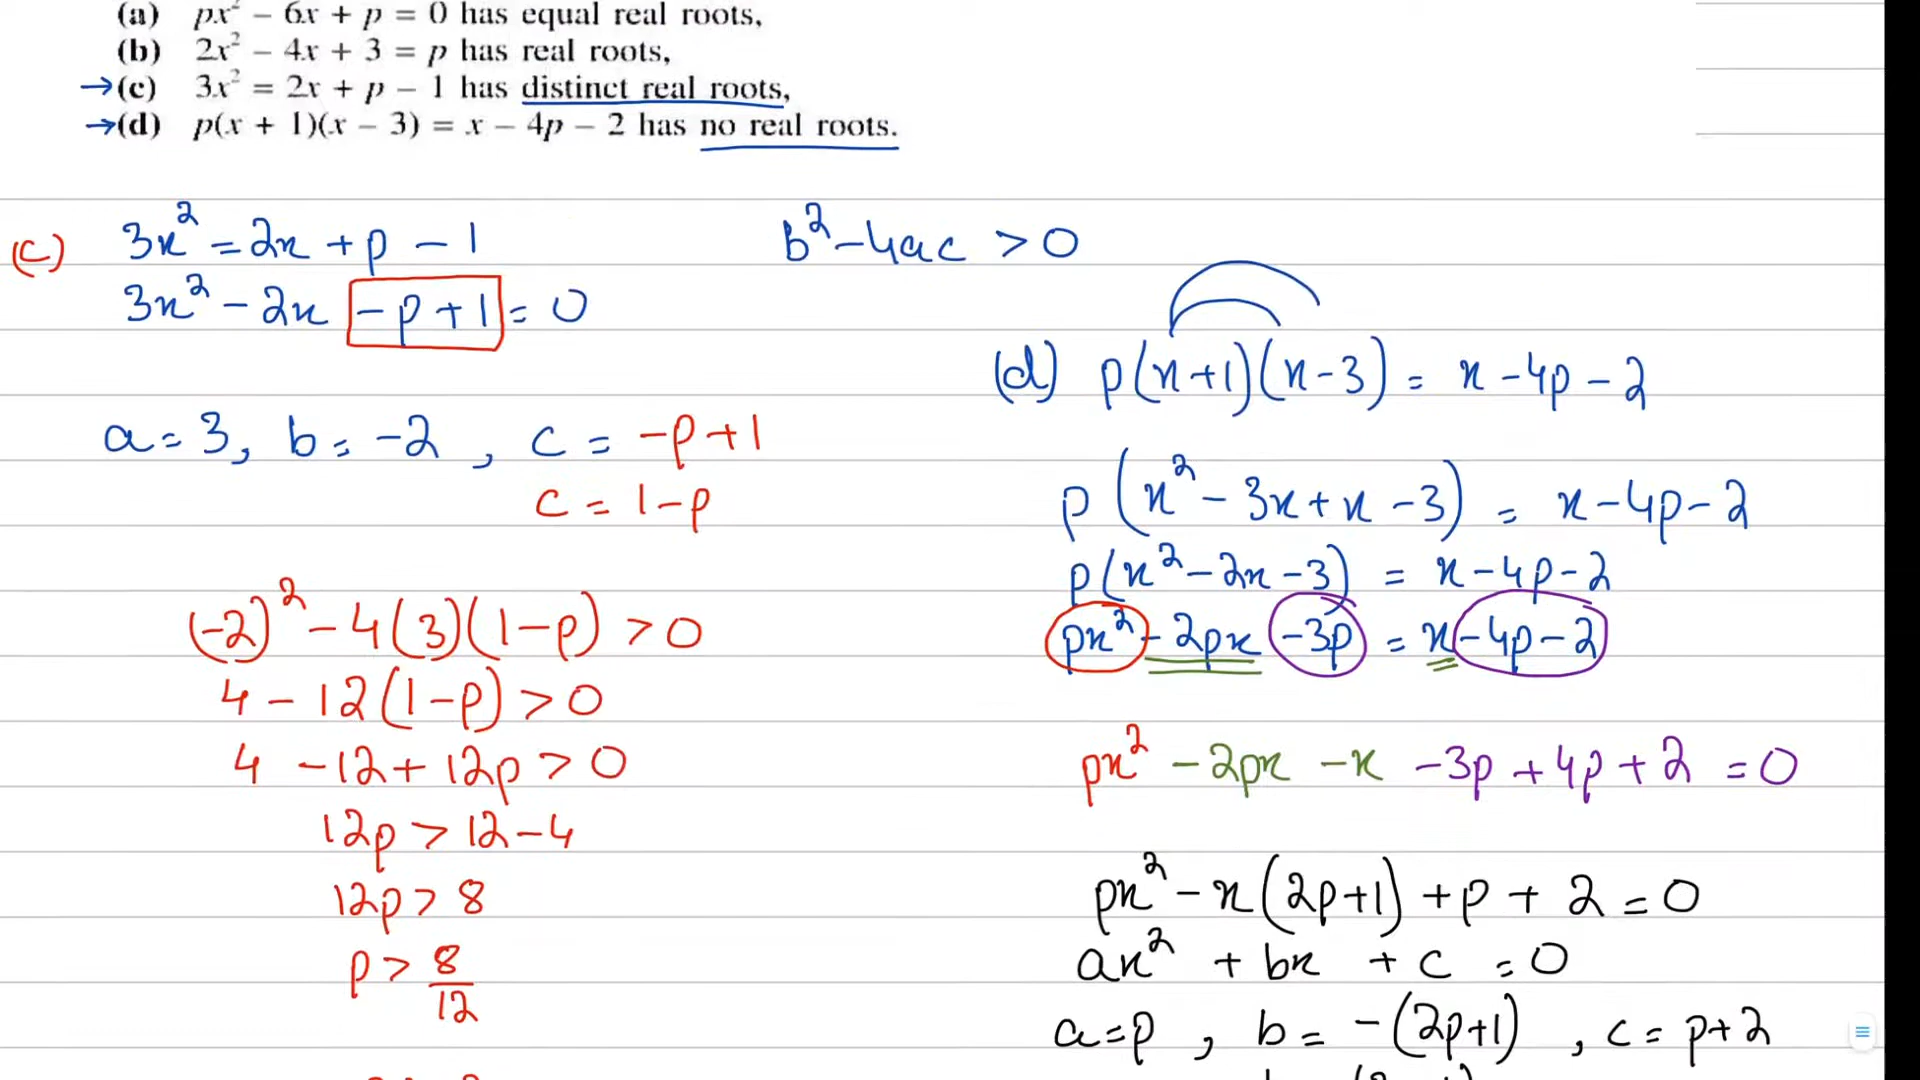 (a) px² − 6x + p = 0 has equal real roots,
(b) 2x² − 4x + 3 = p has real roots,
→(c) 3x² = 2x + p − 1 has distinct real roots,
→(d) p(x + 1)(x − 3) = x − 4p − 2 has no real roots.
(c) 3x² = 2x + p − 1
b² − 4ac > 0
3x² − 2x − p + 1 = 0
a = 3, b = −2, c = −p + 1
c = 1 − p
(−2)² − 4(3)(1 − p) > 0
4 − 12(1 − p) > 0
4 − 12 + 12p > 0
12p > 12 − 4
12p > 8
p > 8/12
(d) p(x+1)(x−3) = x − 4p − 2
p(x² − 3x + x − 3) = x − 4p − 2
p(x² − 2x − 3) = x − 4p − 2
px² − 2px − 3p = x − 4p − 2
px² − 2px − x − 3p + 4p + 2 = 0
px² − x(2p+1) + p + 2 = 0
ax² + bx + c = 0
a = p, b = −(2p+1), c = p+2